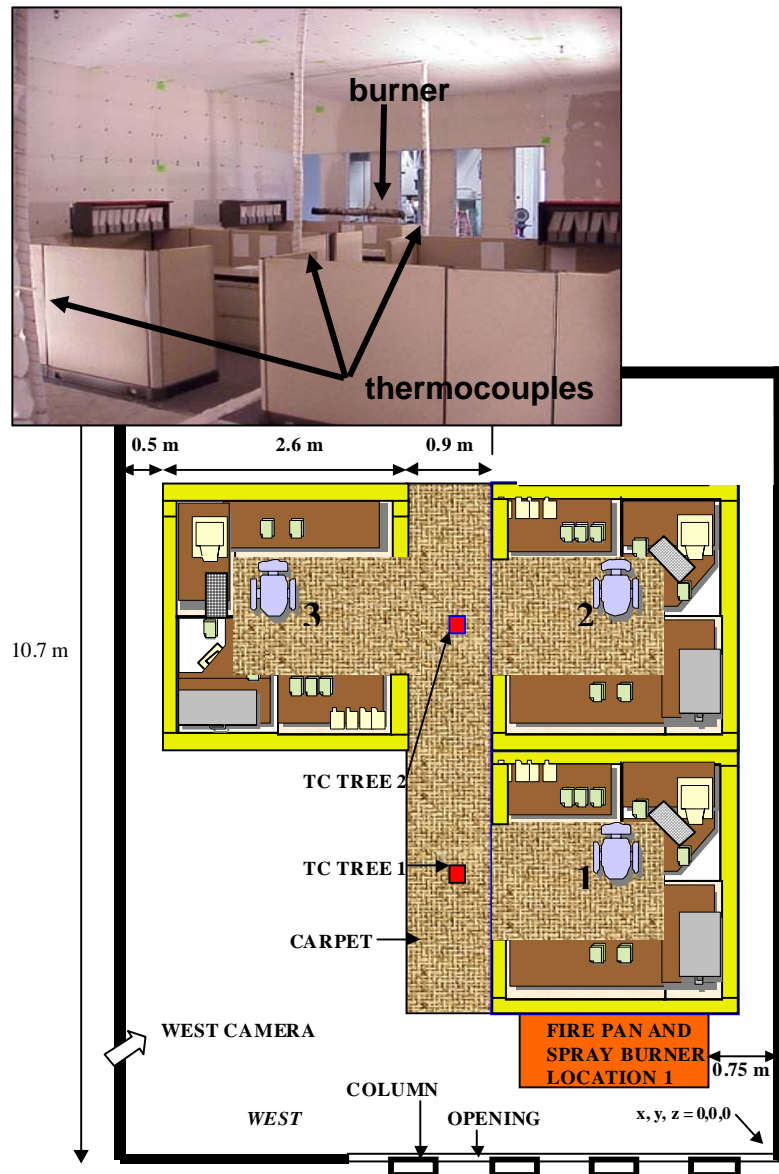 burner
thermocouples
0.5 m
2.6 m
0.9 m
3
2
10.7 m
TC TREE 2
TC TREE 1
1
CARPET
WEST CAMERA
FIRE PAN AND
SPRAY BURNER
LOCATION 1
0.75 m
COLUMN
WEST
OPENING
x, y, z = 0,0,0